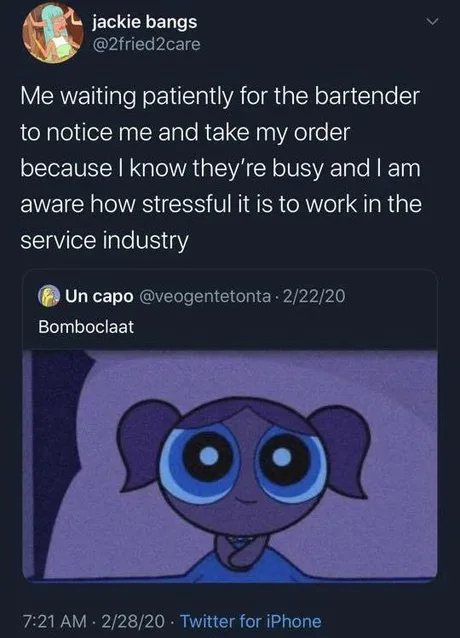 jackie bangs
@2fried2care
Me waiting patiently for the bartender
to notice me and take my order
because I know they're busy and I am
aware how stressful it is to work in the
service industry
Un capo @veogentetonta · 2/22/20
Bomboclaat
7:21 AM · 2/28/20 · Twitter for iPhone